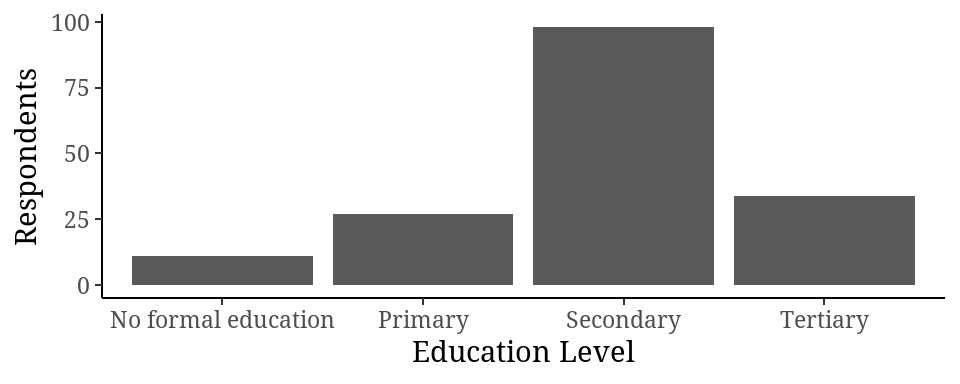 Respondents
100
75
50
25
0
No formal education Primary Secondary Tertiary
Education Level